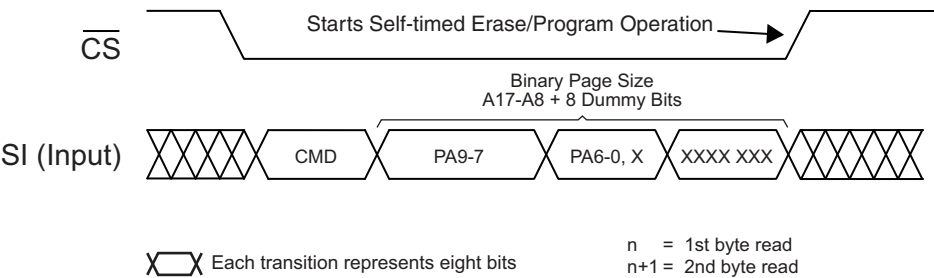 Starts Self-timed Erase/Program Operation
CS
Binary Page Size
A17-A8 + 8 Dummy Bits
SI (Input)
CMD
PA9-7
PA6-0, X
XXXX XXX
Each transition represents eight bits
n = 1st byte read
n+1 = 2nd byte read